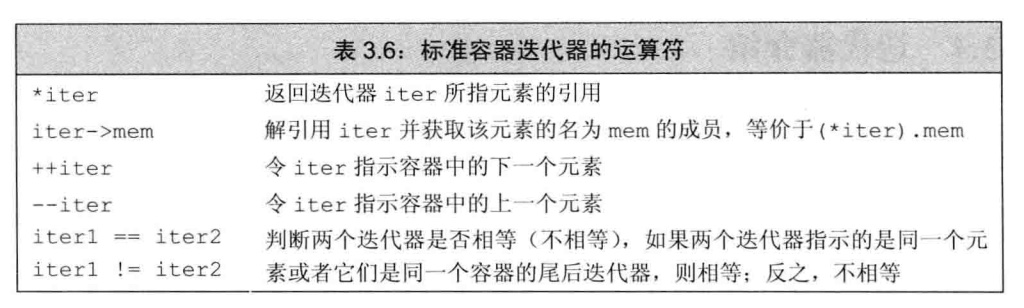 表 3.6：标准容器迭代器的运算符
*iter 返回迭代器 iter 所指元素的引用
iter->mem 解引用 iter 并获取该元素的名为 mem 的成员，等价于(*iter).mem
++iter 令 iter 指示容器中的下一个元素
--iter 令 iter 指示容器中的上一个元素
iter1 == iter2 判断两个迭代器是否相等（不相等），如果两个迭代器指示的是同一个元
iter1 != iter2 素或者它们是同一个容器的尾后迭代器，则相等；反之，不相等